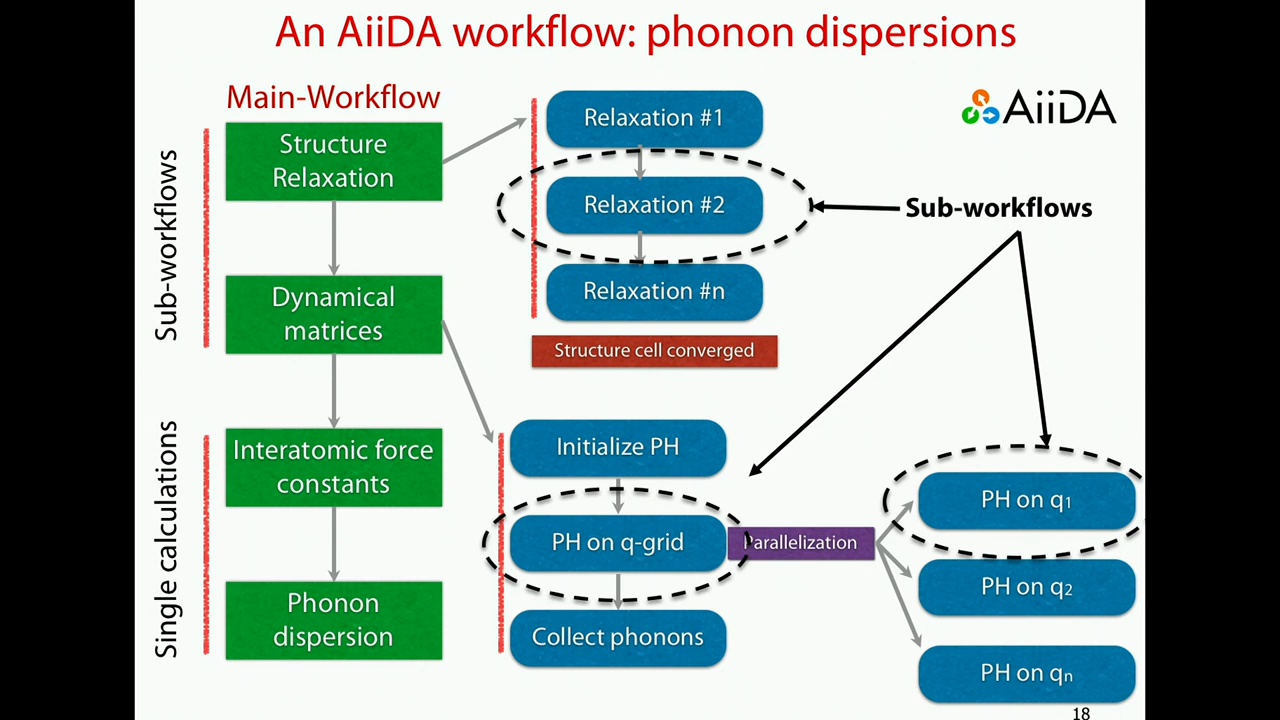 An AiiDA workflow: phonon dispersions
Main-Workflow
AiiDA
Sub-workflows
Structure
Relaxation
Dynamical
matrices
Single calculations
Interatomic force
constants
Phonon
dispersion
Relaxation #1
Relaxation #2
Relaxation #n
Structure cell converged
Sub-workflows
Initialize PH
PH on q-grid
Collect phonons
Parallelization
PH on q1
PH on q2
PH on qn
18